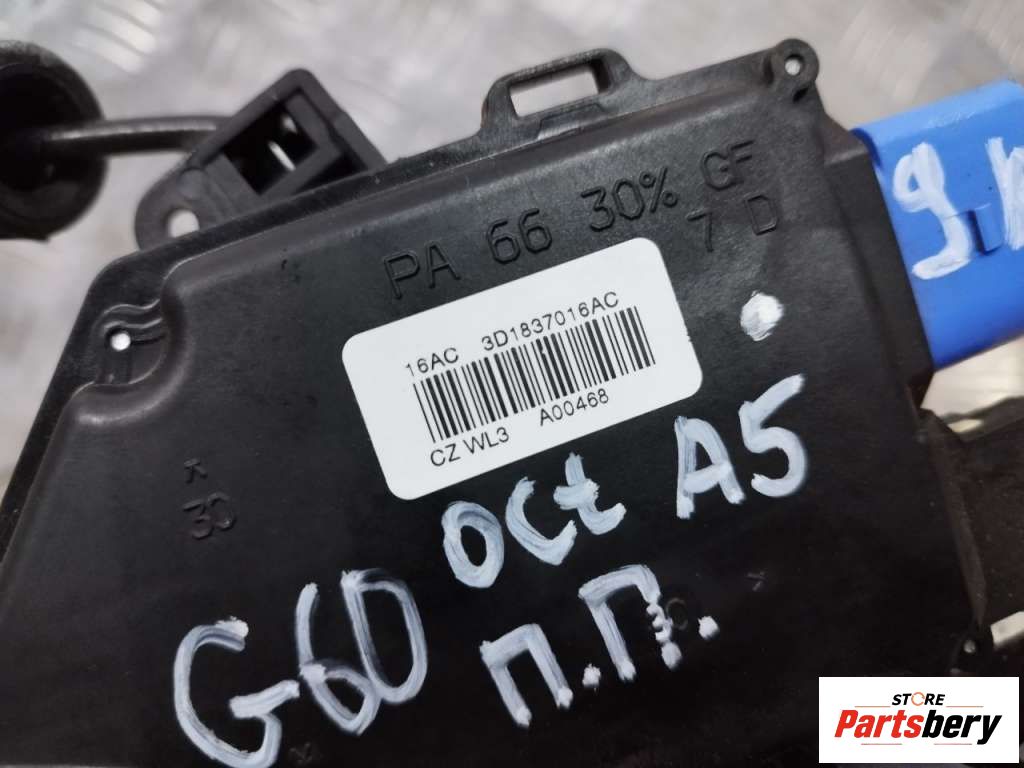 PA 66 30% GF
7 D
16AC 3D1837016AC
CZ WL3 A00468
30
Oct A5
G60 П.П.
STORE
Partsbery